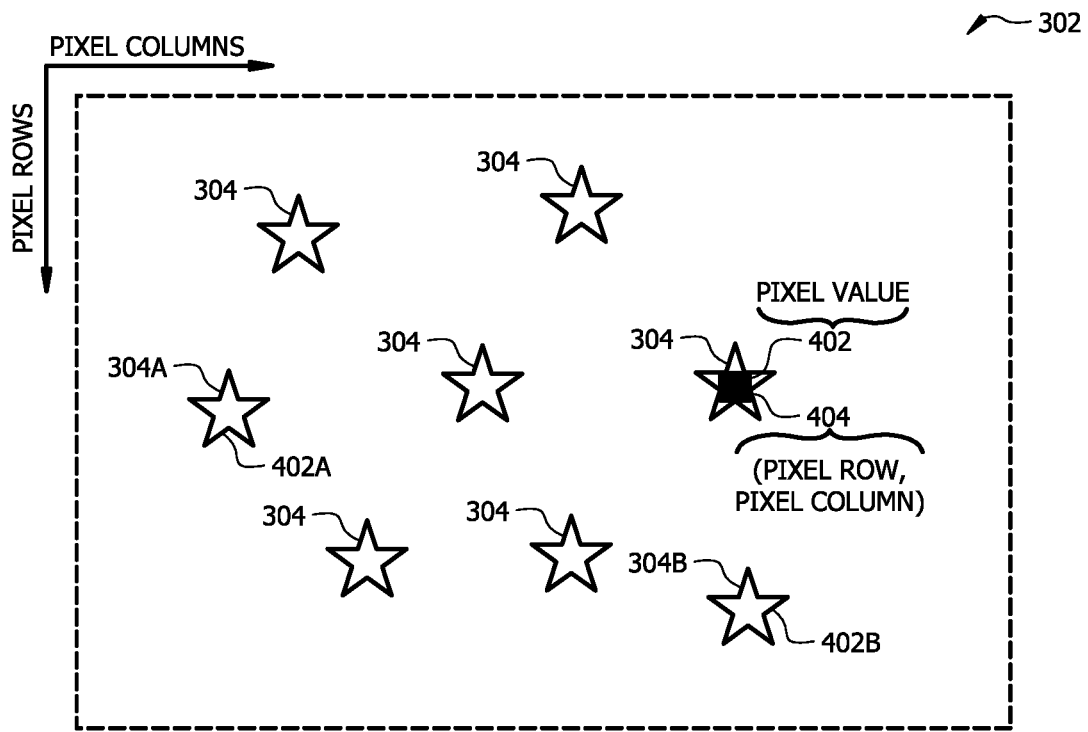 302
PIXEL COLUMNS
PIXEL ROWS
304
304
PIXEL VALUE
304
304
402
304A
404
402A
(PIXEL ROW,
PIXEL COLUMN)
304
304
304B
402B